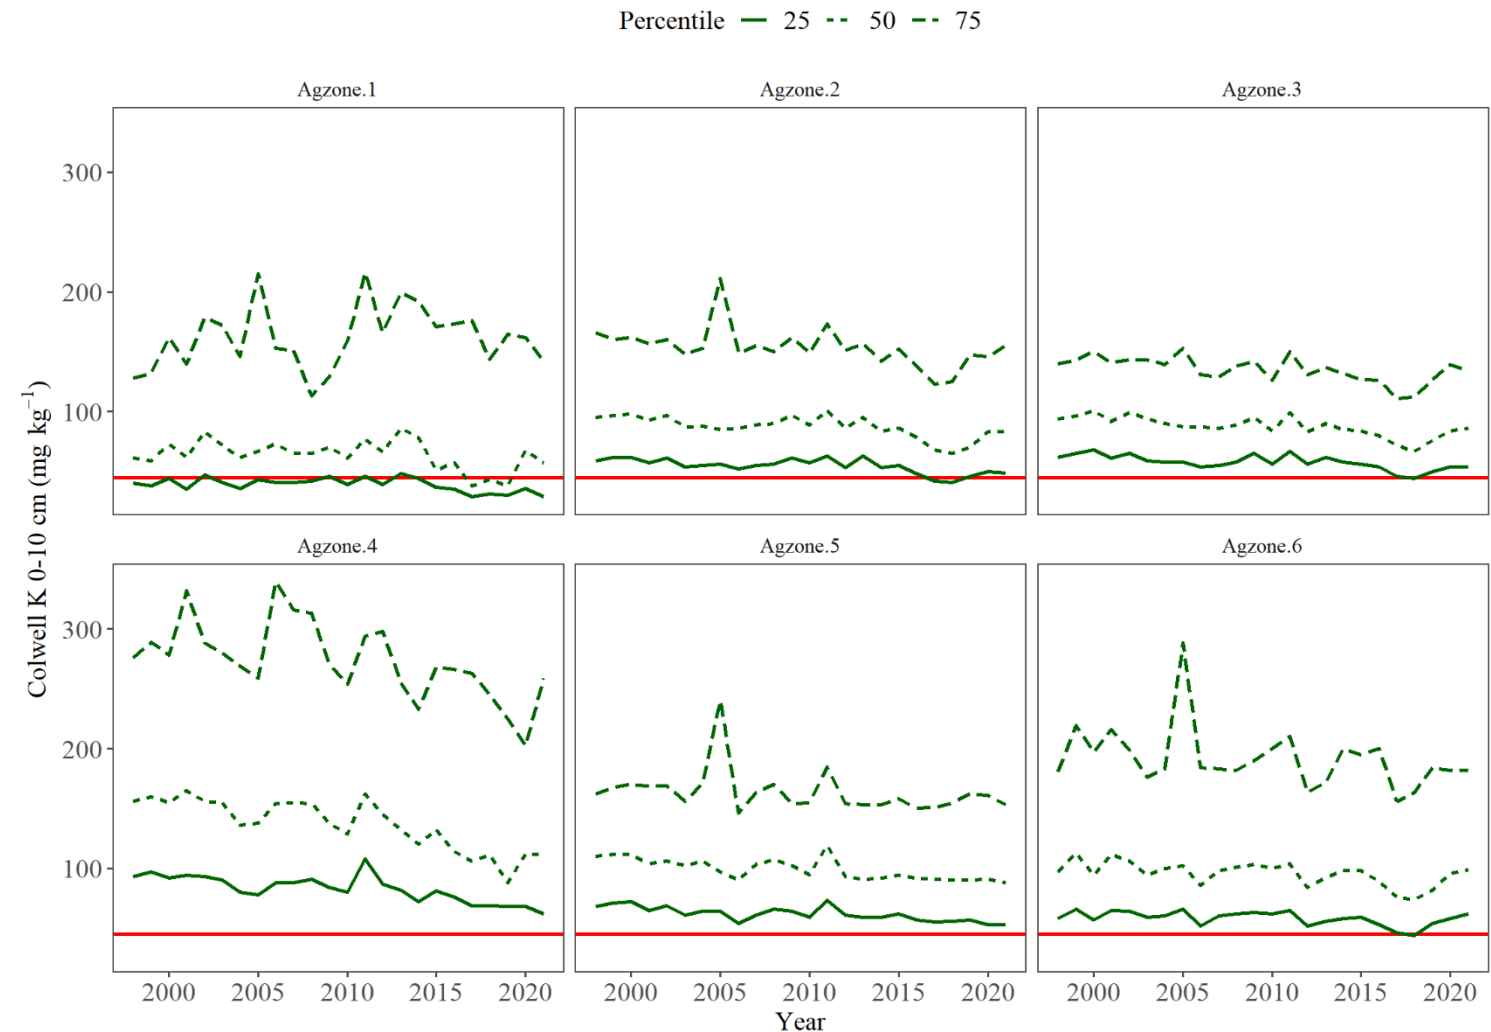 Percentile 25 50 75
Agzone.1 Agzone.2 Agzone.3
300
200
100
Agzone.4 Agzone.5 Agzone.6
300
200
100
Colwell K 0-10 cm (mg kg⁻¹)
2000 2005 2010 2015 2020 2000 2005 2010 2015 2020 2000 2005 2010 2015 2020
Year